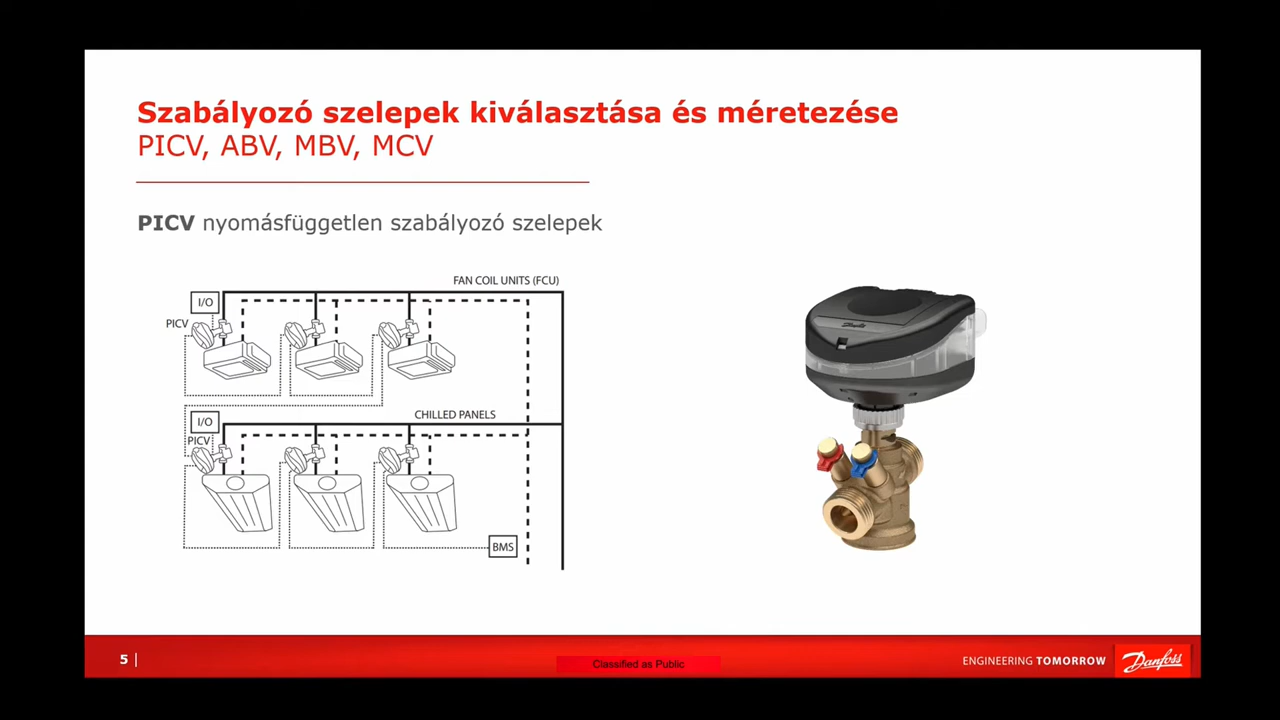 Szabályozó szelepek kiválasztása és méretezése
PICV, ABV, MBV, MCV
PICV nyomásfüggetlen szabályozó szelepek
FAN COIL UNITS (FCU)
I/O
PICV
CHILLED PANELS
I/O
PICV
BMS
Danfoss
5 |
Classified as Public
ENGINEERING TOMORROW
Danfoss